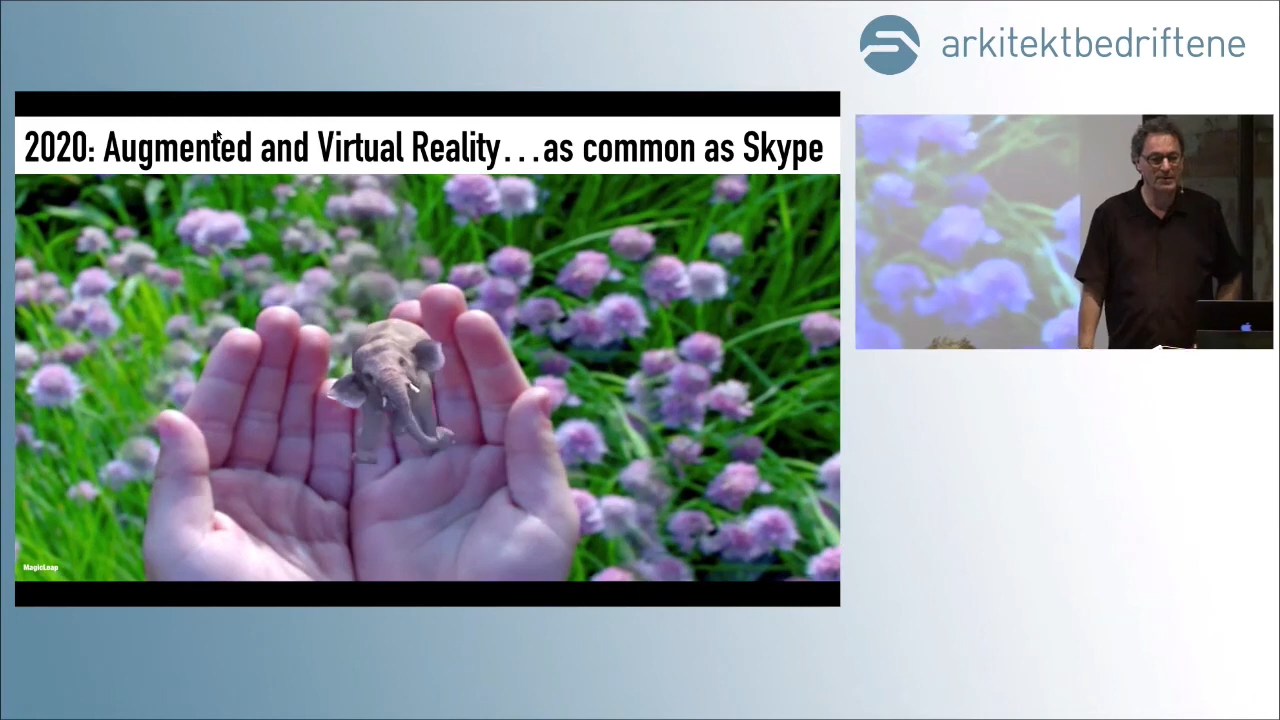 arkitektbedriftene
2020: Augmented and Virtual Reality...as common as Skype
MagicLeap